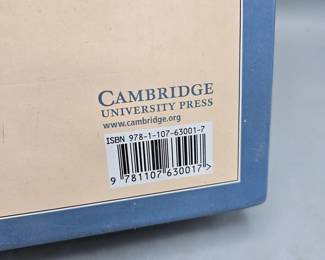 CAMBRIDGE
UNIVERSITY PRESS
www.cambridge.org
ISBN 978-1-107-63001-7
9 781107 630017 >